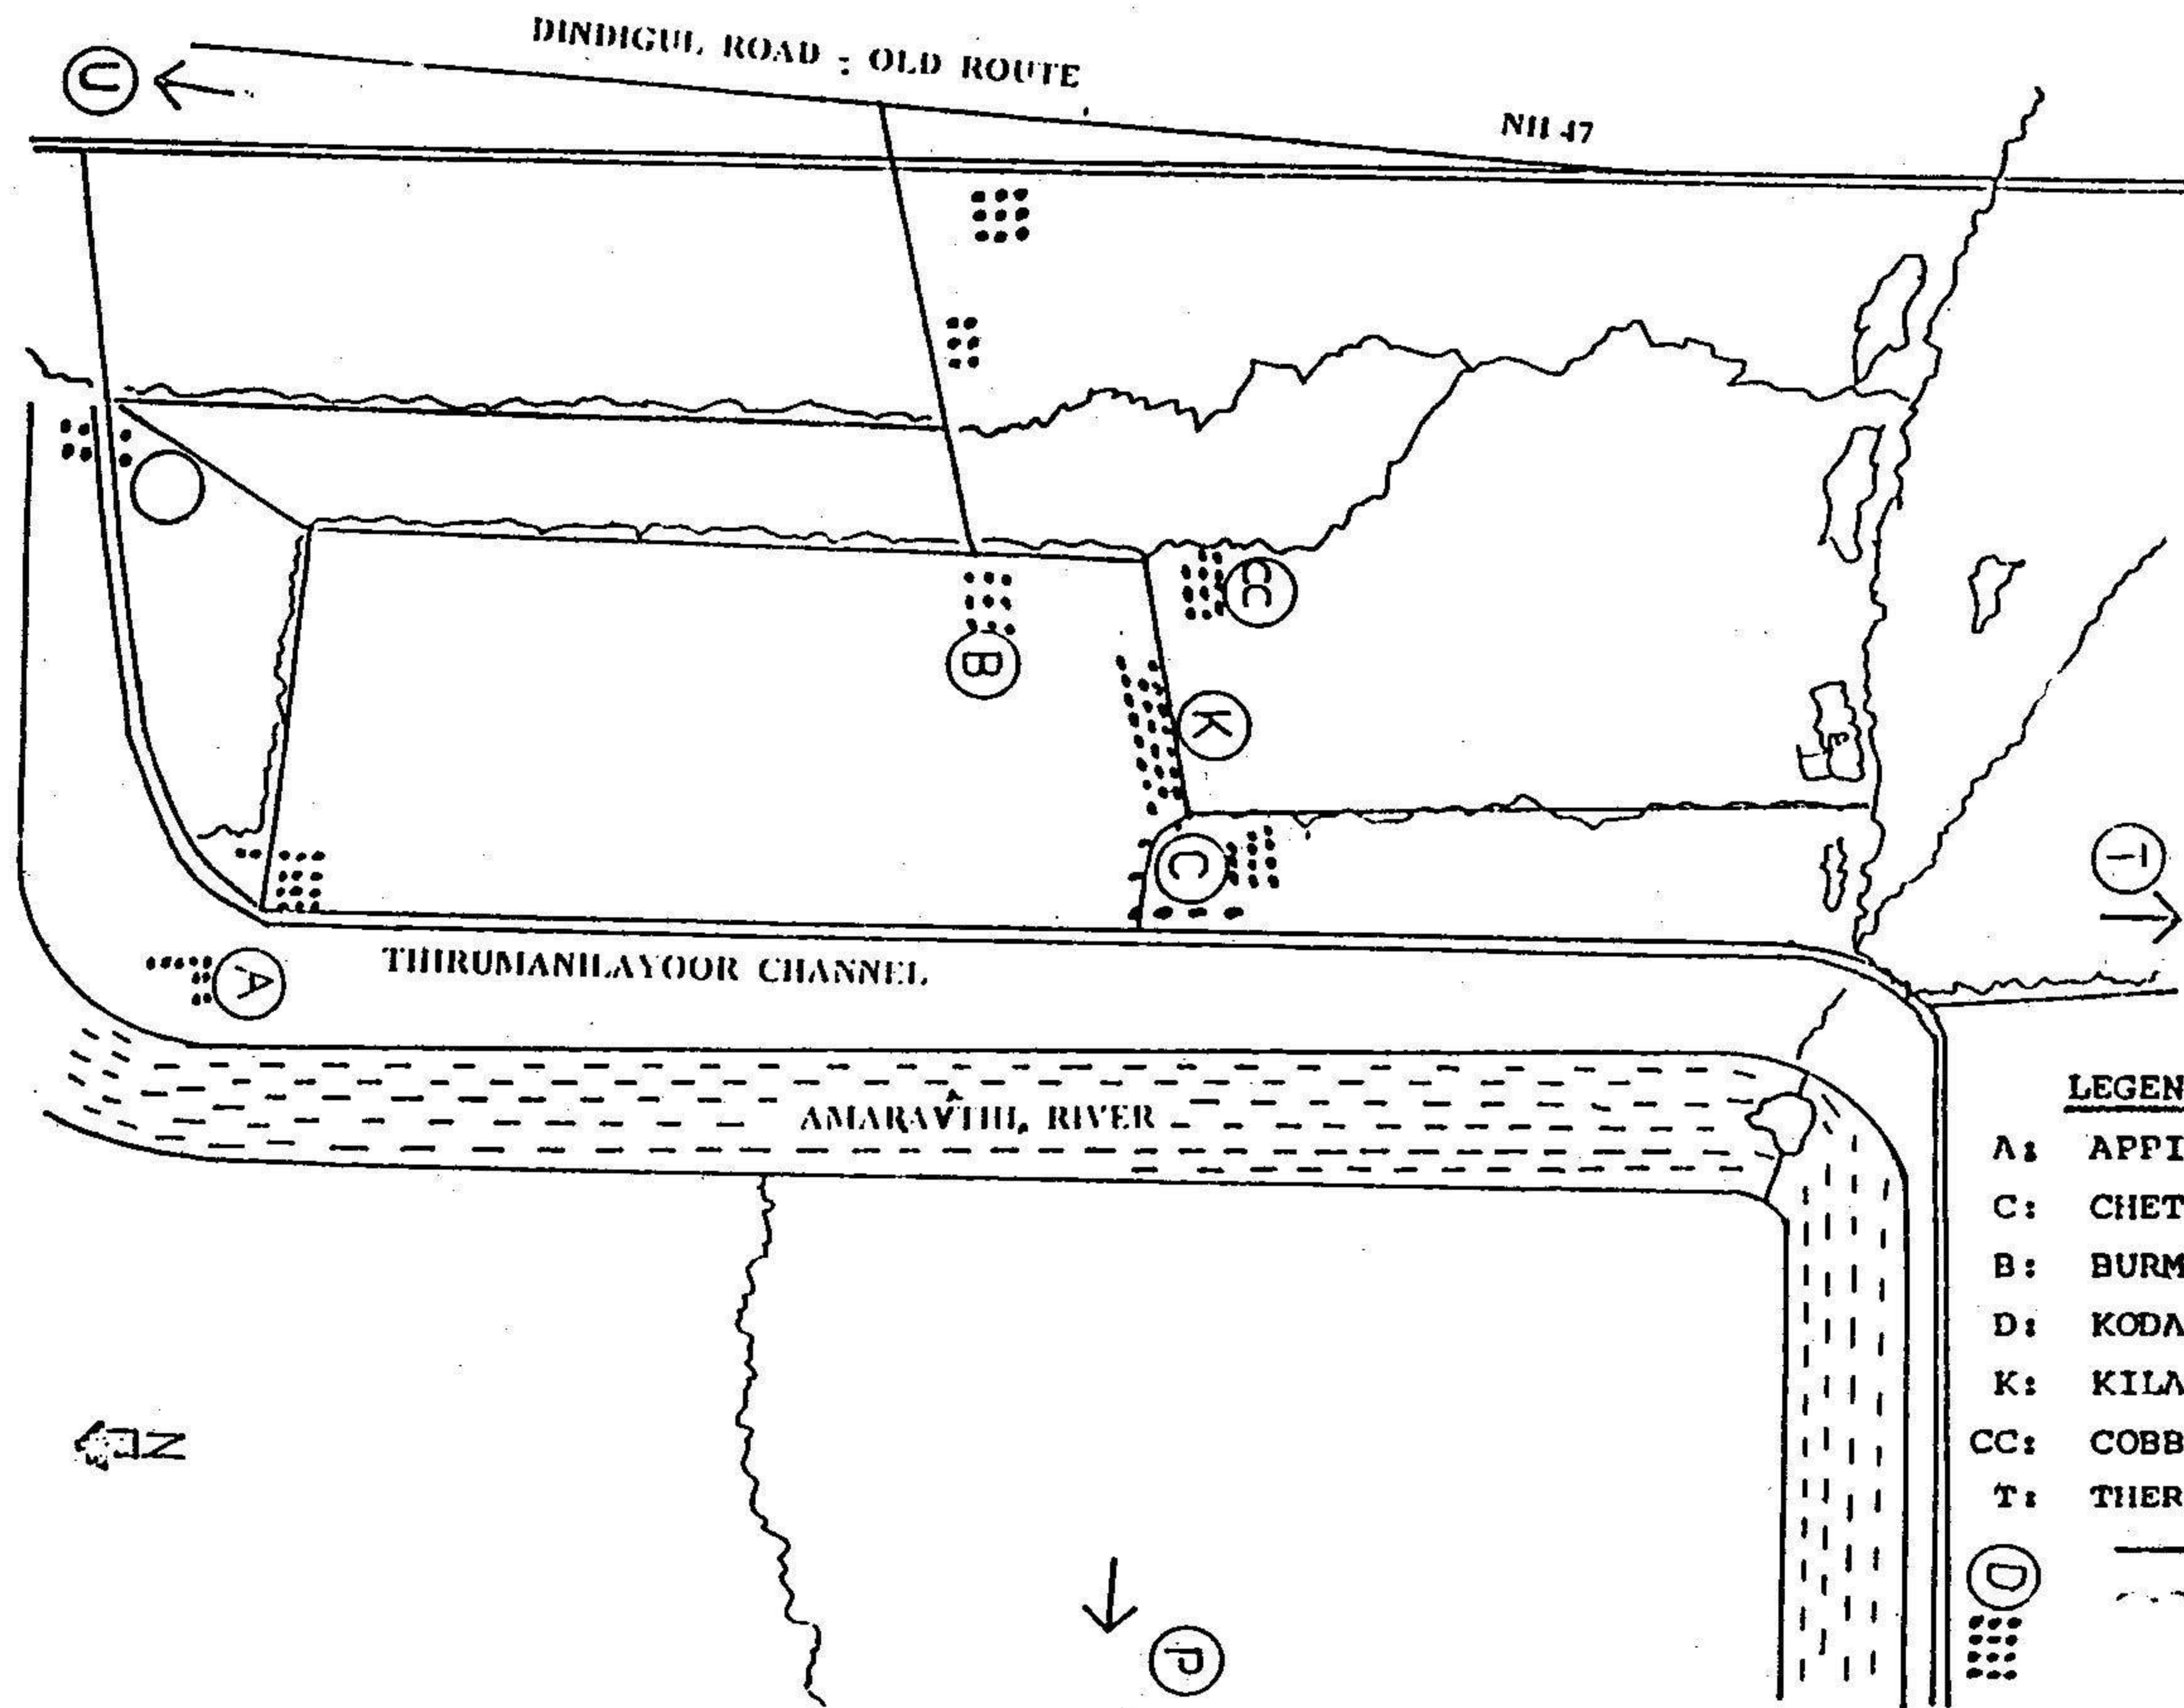 DINDIGUL ROAD : OLD ROUTE
U
NH 47
CC
B
K
C
T
A
THIRUMANILAYOOR CHANNEL
AMARAVTHI, RIVER
LEGEN
A: APPI
C: CHET
B: BURM
D: KODA
K: KILA
CC: COBB
T: THER
N
D
P